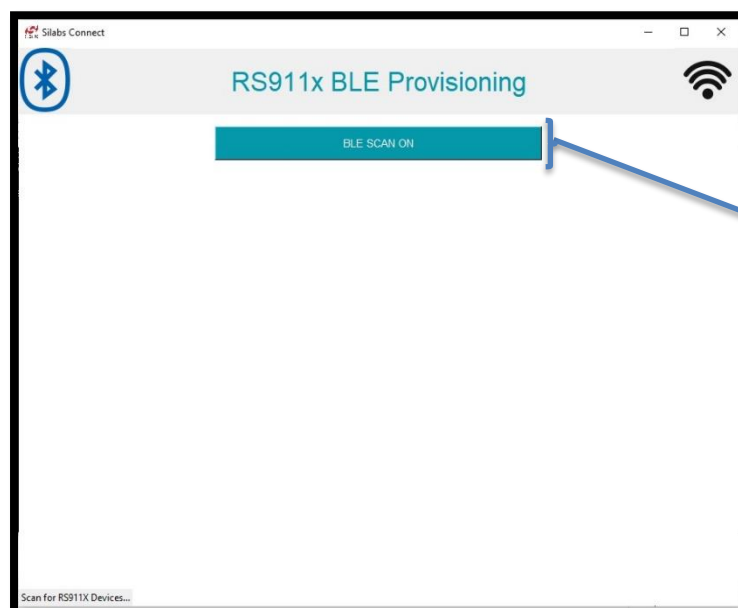 Silabs Connect
RS911x BLE Provisioning
BLE SCAN ON
Scan for RS911X Devices...